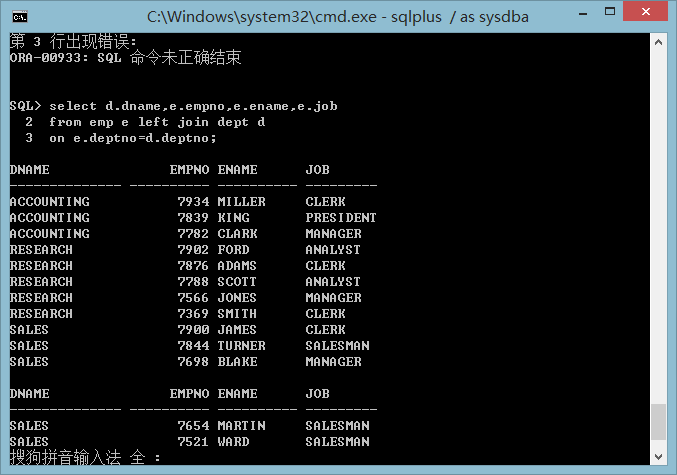 C:\Windows\system32\cmd.exe - sqlplus / as sysdba
第 3 行出现错误:
ORA-00933: SQL 命令未正确结束
SQL> select d.dname,e.empno,e.ename,e.job
2 from emp e left join dept d
3 on e.deptno=d.deptno;
DNAME EMPNO ENAME JOB
-------------- ---------- ---------- ---------
ACCOUNTING 7934 MILLER CLERK
ACCOUNTING 7839 KING PRESIDENT
ACCOUNTING 7782 CLARK MANAGER
RESEARCH 7902 FORD ANALYST
RESEARCH 7876 ADAMS CLERK
RESEARCH 7788 SCOTT ANALYST
RESEARCH 7566 JONES MANAGER
RESEARCH 7369 SMITH CLERK
SALES 7900 JAMES CLERK
SALES 7844 TURNER SALESMAN
SALES 7698 BLAKE MANAGER
DNAME EMPNO ENAME JOB
-------------- ---------- ---------- ---------
SALES 7654 MARTIN SALESMAN
SALES 7521 WARD SALESMAN
搜狗拼音输入法 全 :